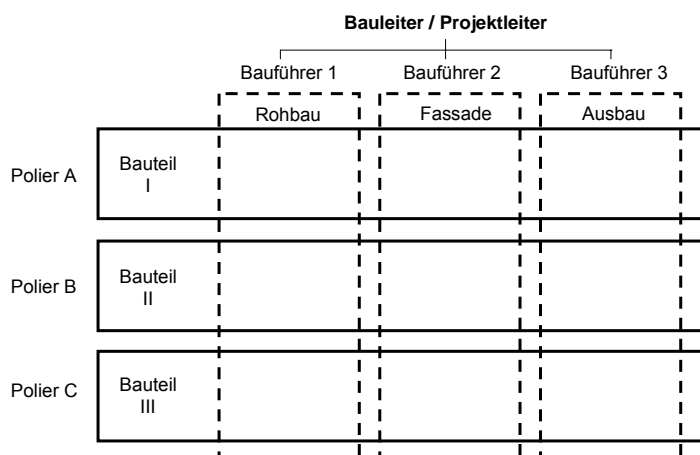 Bauleiter / Projektleiter
Bauführer 1 Bauführer 2 Bauführer 3
Rohbau Fassade Ausbau
Polier A
Bauteil
I
Polier B
Bauteil
II
Polier C
Bauteil
III